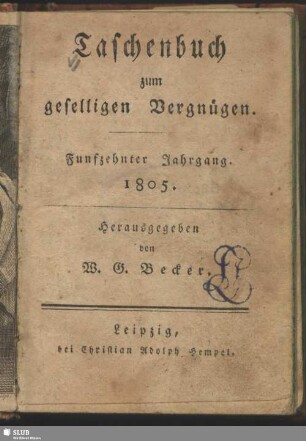 Taschenbuch
zum
geselligen Vergnügen.
Funfzehnter Jahrgang.
1805.
Herausgegeben
von
W. G. Becker.
Leipzig,
bei Christian Adolph Hempel.
SLUB